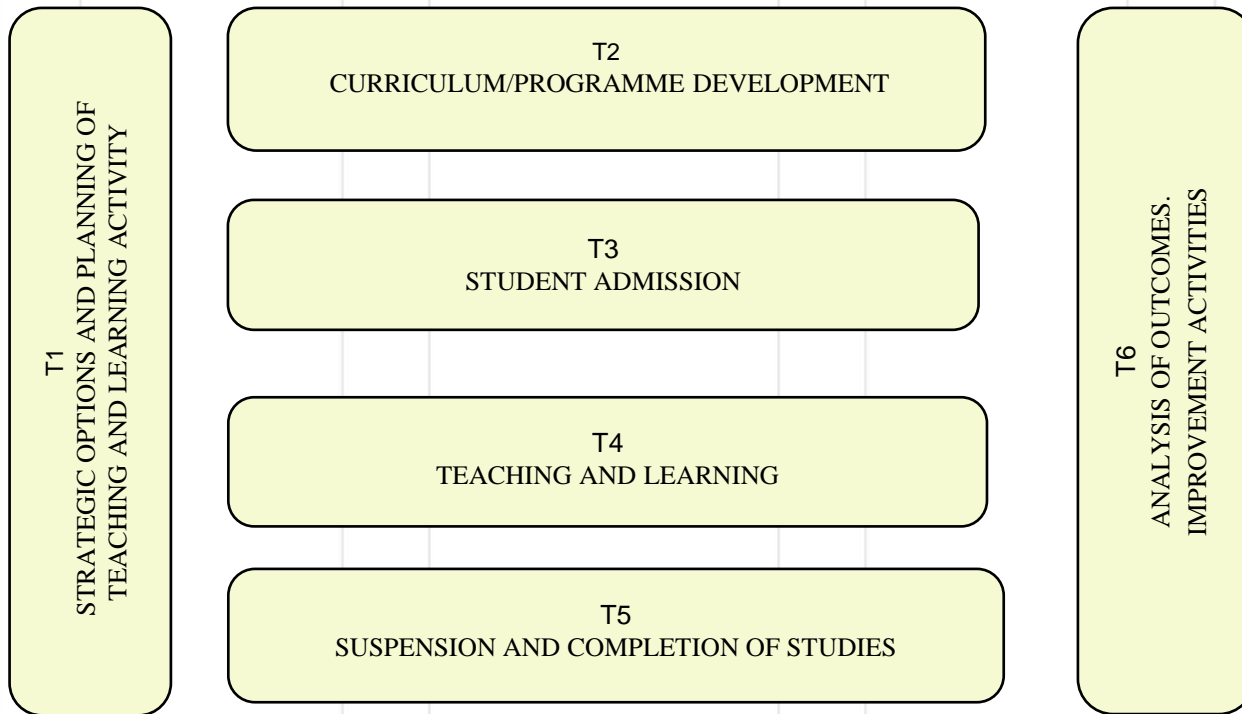 T1
STRATEGIC OPTIONS AND PLANNING OF
TEACHING AND LEARNING ACTIVITY
T2
CURRICULUM/PROGRAMME DEVELOPMENT
T3
STUDENT ADMISSION
T4
TEACHING AND LEARNING
T5
SUSPENSION AND COMPLETION OF STUDIES
T6
ANALYSIS OF OUTCOMES.
IMPROVEMENT ACTIVITIES